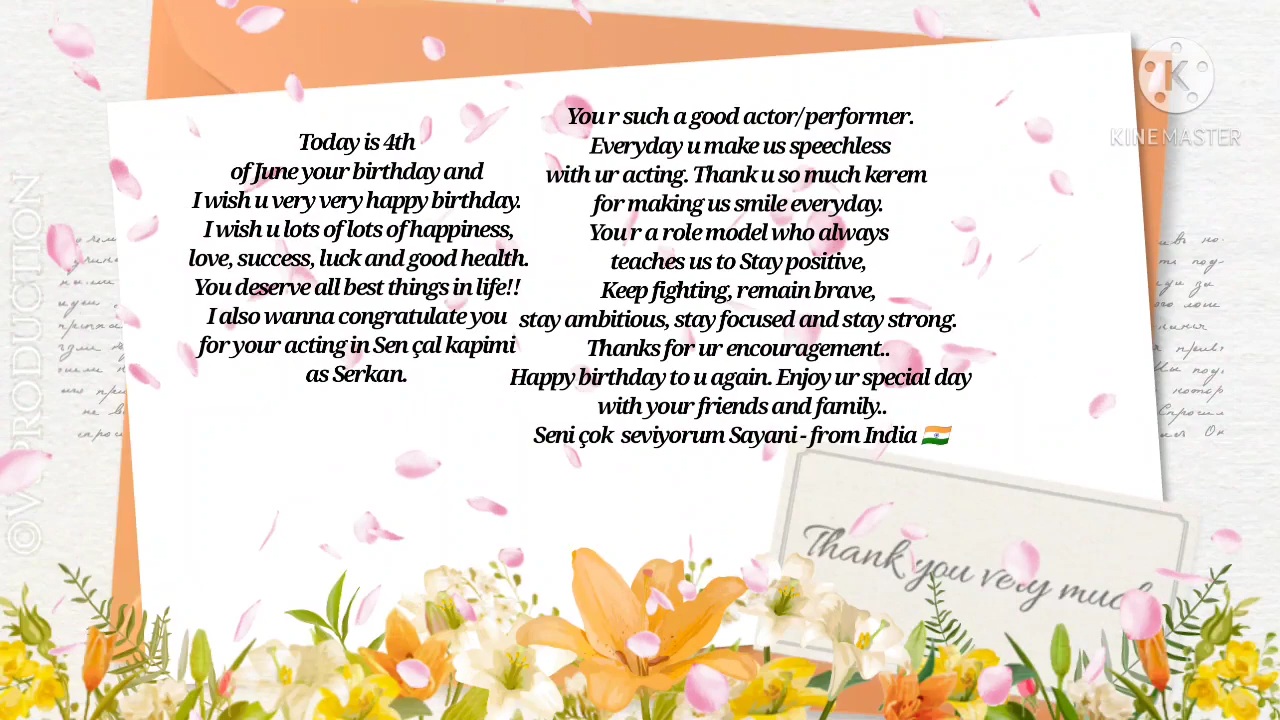 Today is 4th
of June your birthday and
I wish u very very happy birthday.
I wish u lots of lots of happiness,
love, success, luck and good health.
You deserve all best things in life!!
I also wanna congratulate you
for your acting in Sen çal kapimi
as Serkan.
You r such a good actor/performer.
Everyday u make us speechless
with ur acting. Thank u so much kerem
for making us smile everyday.
You r a role model who always
teaches us to Stay positive,
Keep fighting, remain brave,
stay ambitious, stay focused and stay strong.
Thanks for ur encouragement..
Happy birthday to u again. Enjoy ur special day
with your friends and family..
Seni çok seviyorum Sayani - from India 🇮🇳
Thank you very much
K
KINEMASTER
PRODUCTION